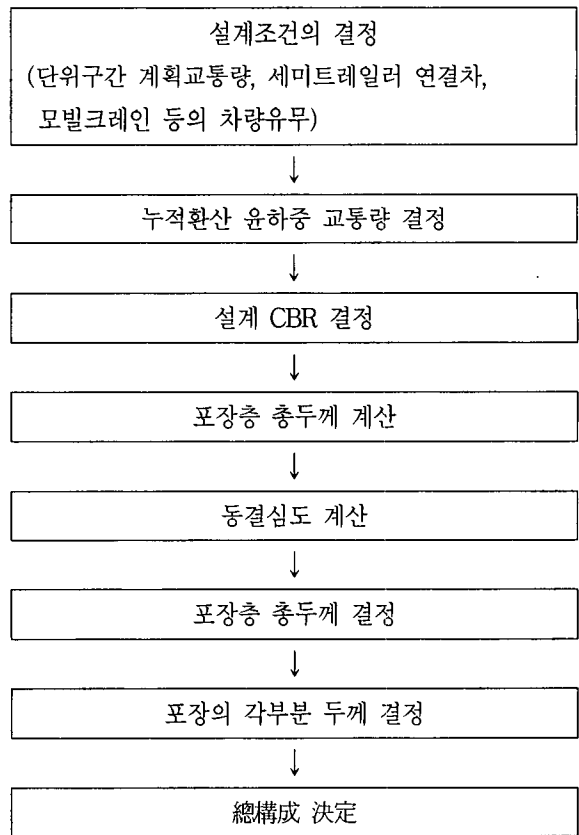 설계조건의 결정
(단위구간 계획교통량, 세미트레일러 연결차,
모빌크레인 등의 차량유무)
↓
누적환산 윤하중 교통량 결정
↓
설계 CBR 결정
↓
포장층 총두께 계산
↓
동결심도 계산
↓
포장층 총두께 결정
↓
포장의 각부분 두께 결정
↓
總構成 決定